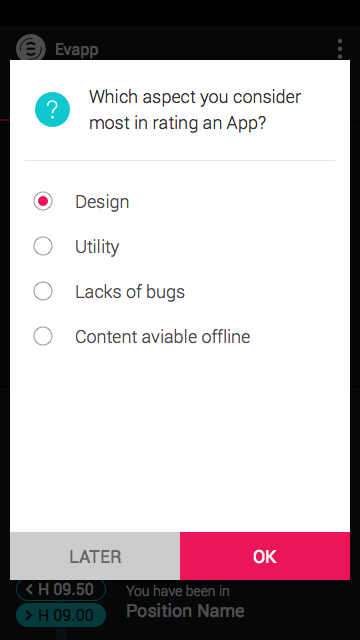 Evapp
?
Which aspect you consider
most in rating an App?
Design
Utility
Lacks of bugs
Content aviable offline
LATER
OK
< H 09.50
You have been in
> H 09.00
Position Name